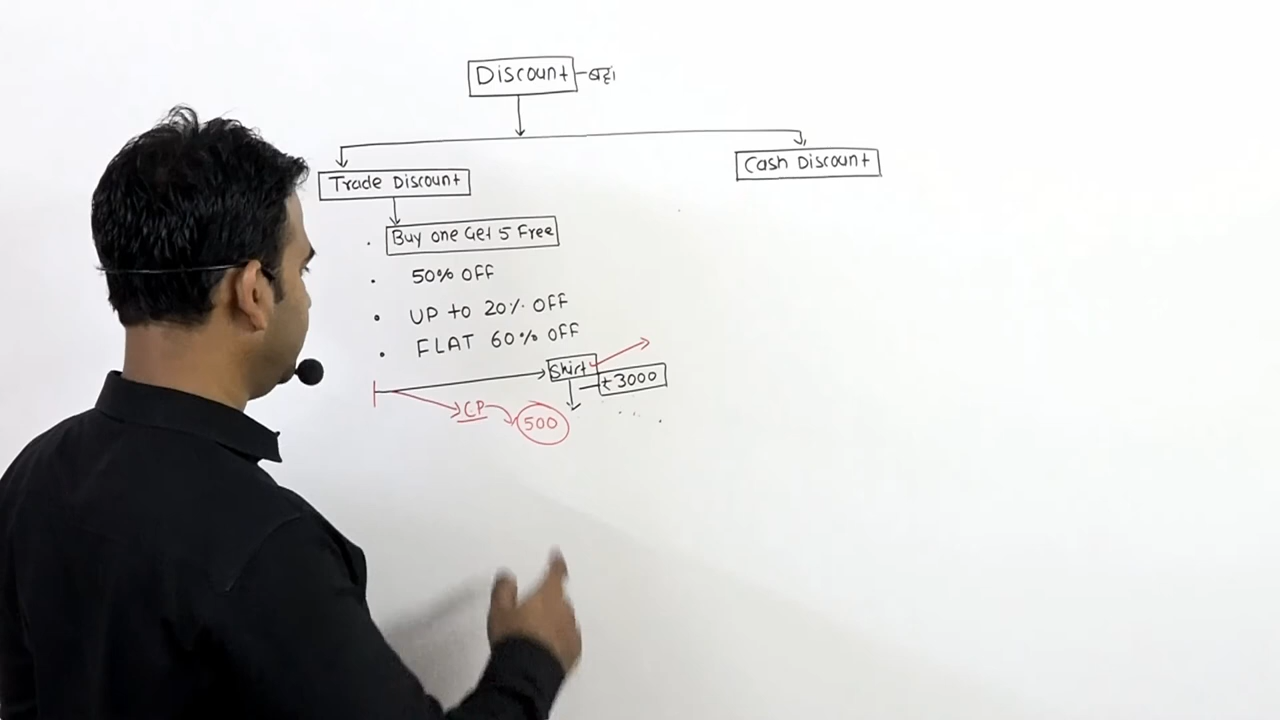 Discount – बट्टा
Trade Discount
Cash Discount
Buy one Get 5 Free
50% OFF
UP to 20% OFF
FLAT 60% OFF
Shirt
₹3000
CP
500